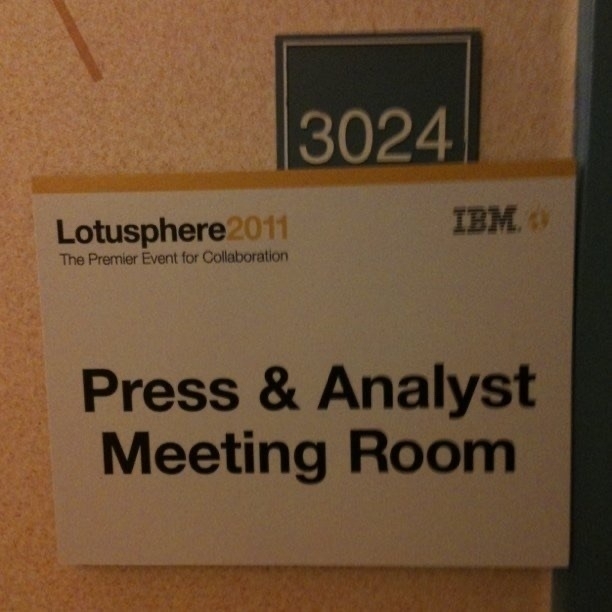 3024
Lotusphere2011
IBM.
The Premier Event for Collaboration
Press & Analyst
Meeting Room